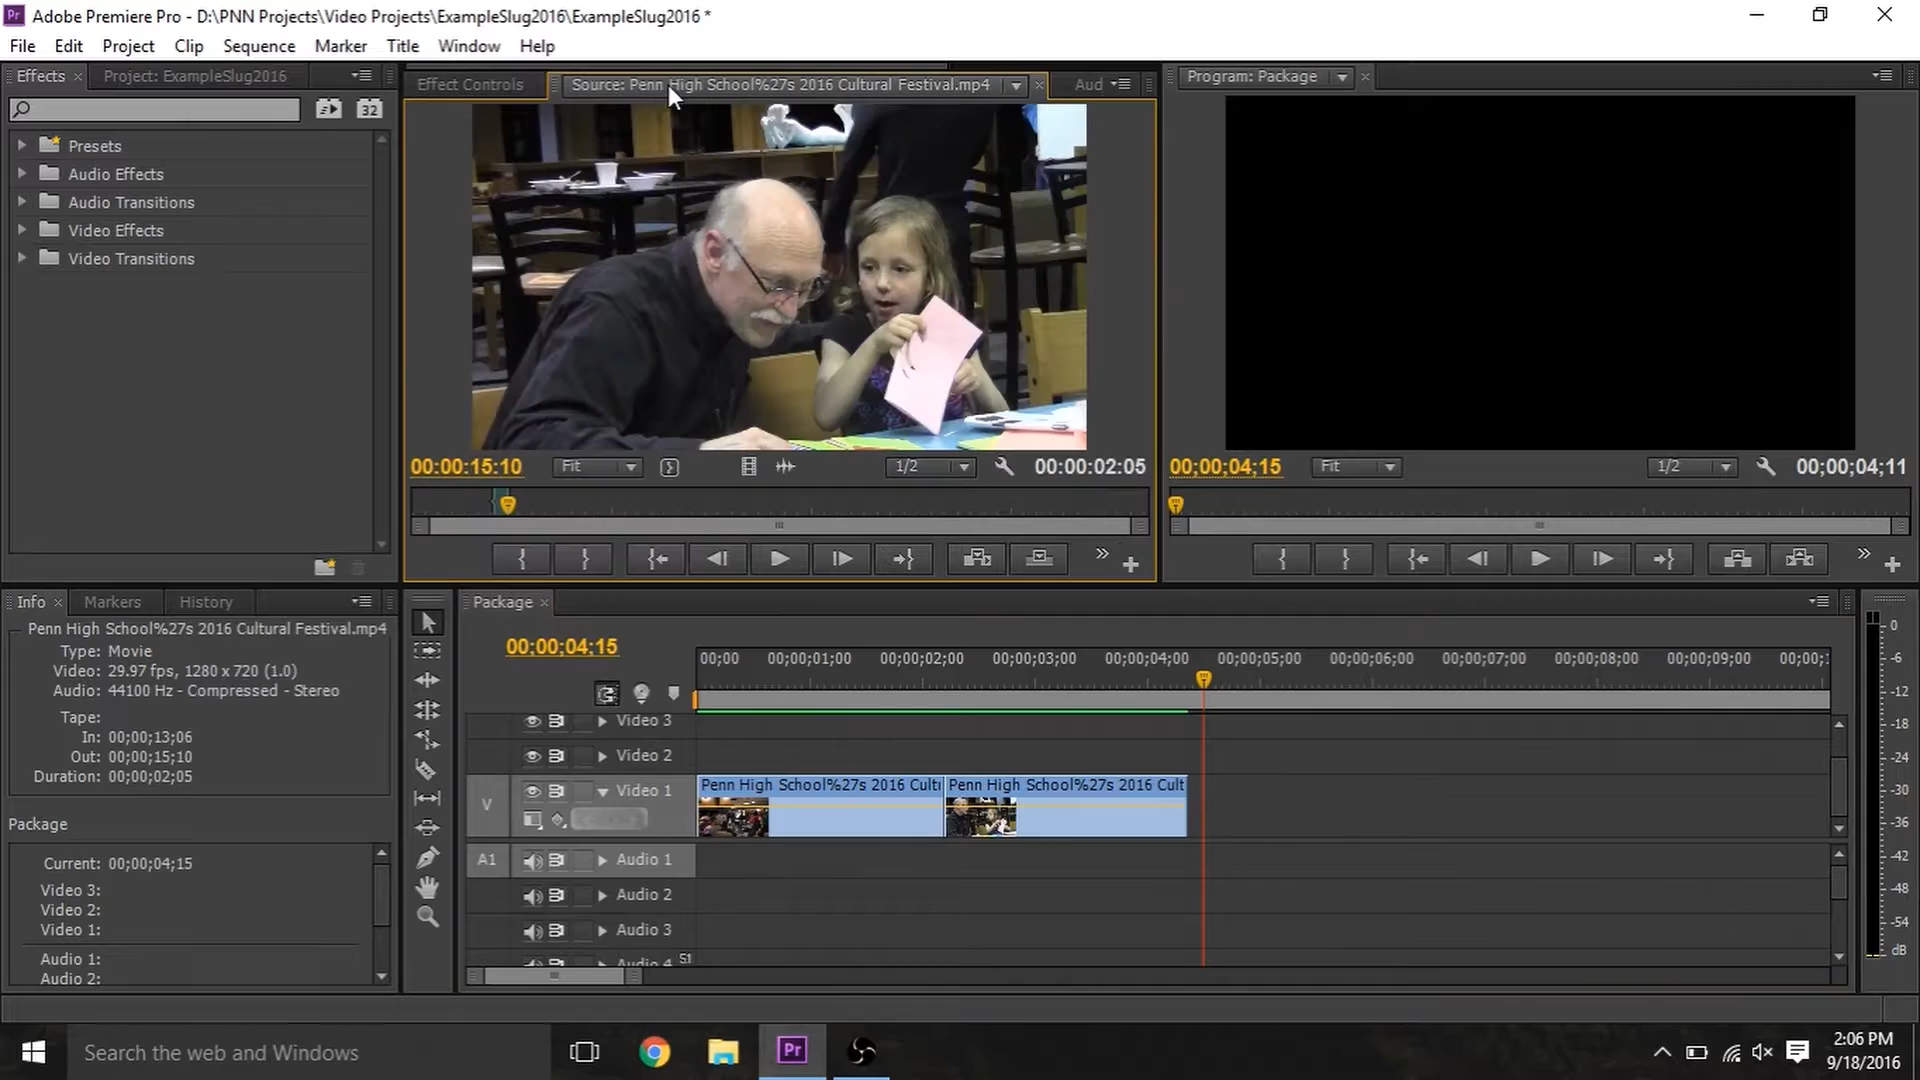 Adobe Premiere Pro - D:\PNN Projects\Video Projects\ExampleSlug2016\ExampleSlug2016 *
File Edit Project Clip Sequence Marker Title Window Help
Effects Project: ExampleSlug2016
32
Presets
Audio Effects
Audio Transitions
Video Effects
Video Transitions
Effect Controls Source: Penn High School%27s 2016 Cultural Festival.mp4 Aud
00:00:15:10 Fit 1/2 00:00:02:05
Program: Package
00;00;04;15 Fit 1/2 00;00;04;11
Info Markers History
Penn High School%27s 2016 Cultural Festival.mp4
Type: Movie
Video: 29.97 fps, 1280 x 720 (1.0)
Audio: 44100 Hz - Compressed - Stereo
Tape:
In: 00;00;13;06
Out: 00;00;15;10
Duration: 00;00;02;05
Package
Current: 00;00;04;15
Video 3:
Video 2:
Video 1:
Audio 1:
Audio 2:
Package
00;00;04;15
00;00 00;00;01;00 00;00;02;00 00;00;03;00 00;00;04;00 00;00;05;00 00;00;06;00 00;00;07;00 00;00;08;00 00;00;09;00 00;00;1
Video 3
Video 2
V Video 1
Penn High School%27s 2016 Cultu Penn High School%27s 2016 Cult
A1 Audio 1
Audio 2
Audio 3
Audio 4 S1
0
-6
-12
-18
-24
-30
-36
-42
-48
-54
dB
Search the web and Windows
Pr
2:06 PM
9/18/2016